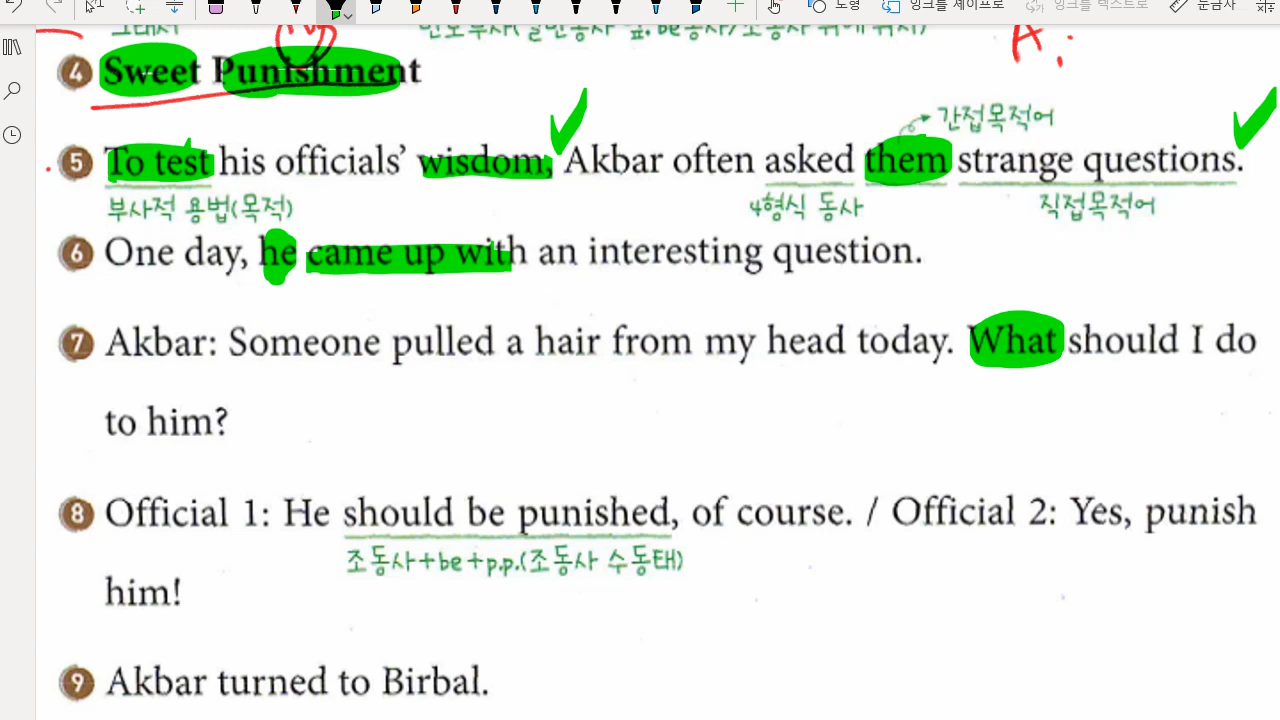 도형 잉크를 셰이프로 잉크를 텍스트로 눈금자
A.
4 Sweet Punishment
간접목적어
5 To test his officials’ wisdom, Akbar often asked them strange questions.
부사적 용법(목적) 4형식 동사 직접목적어
6 One day, he came up with an interesting question.
7 Akbar: Someone pulled a hair from my head today. What should I do
to him?
8 Official 1: He should be punished, of course. / Official 2: Yes, punish
조동사+be+p.p.(조동사 수동태)
him!
9 Akbar turned to Birbal.